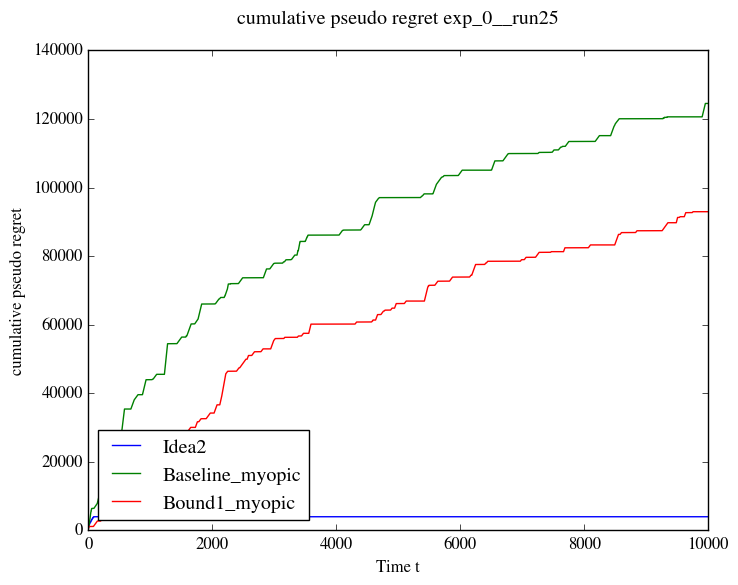 cumulative pseudo regret exp_0__run25
140000
120000
100000
80000
60000
40000
20000
0
cumulative pseudo regret
Idea2
Baseline_myopic
Bound1_myopic
0 2000 4000 6000 8000 10000
Time t